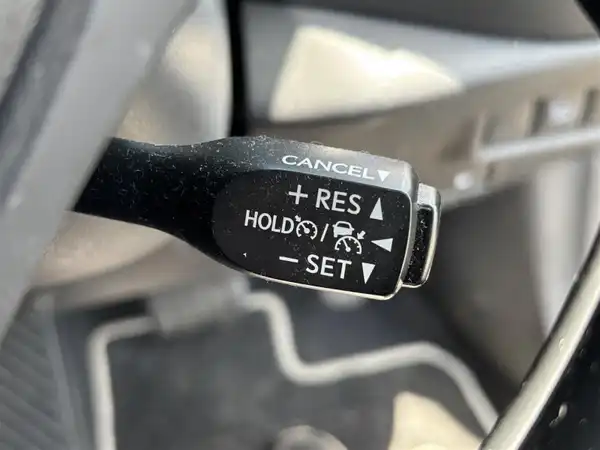 CANCEL▼
+ RES ▲
HOLD / ◀
− SET ▼